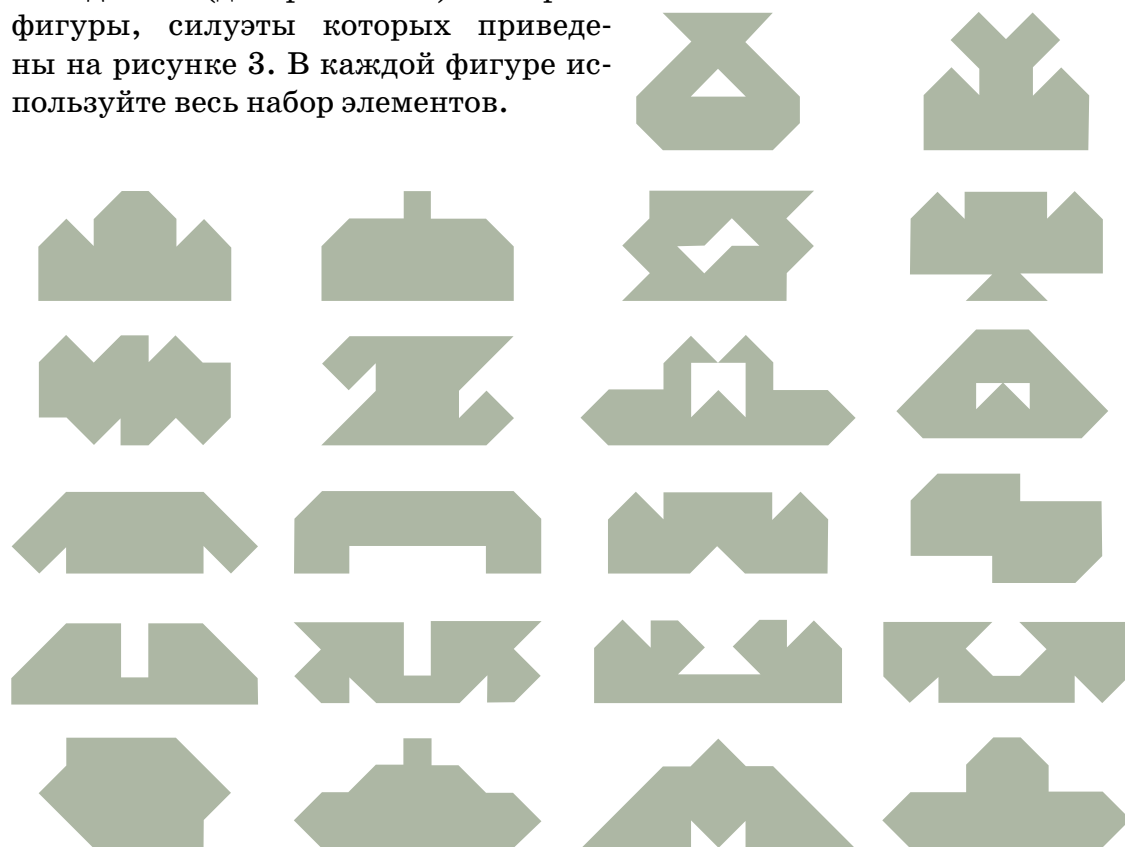 фигуры, силуэты которых приведе-
ны на рисунке 3. В каждой фигуре ис-
пользуйте весь набор элементов.